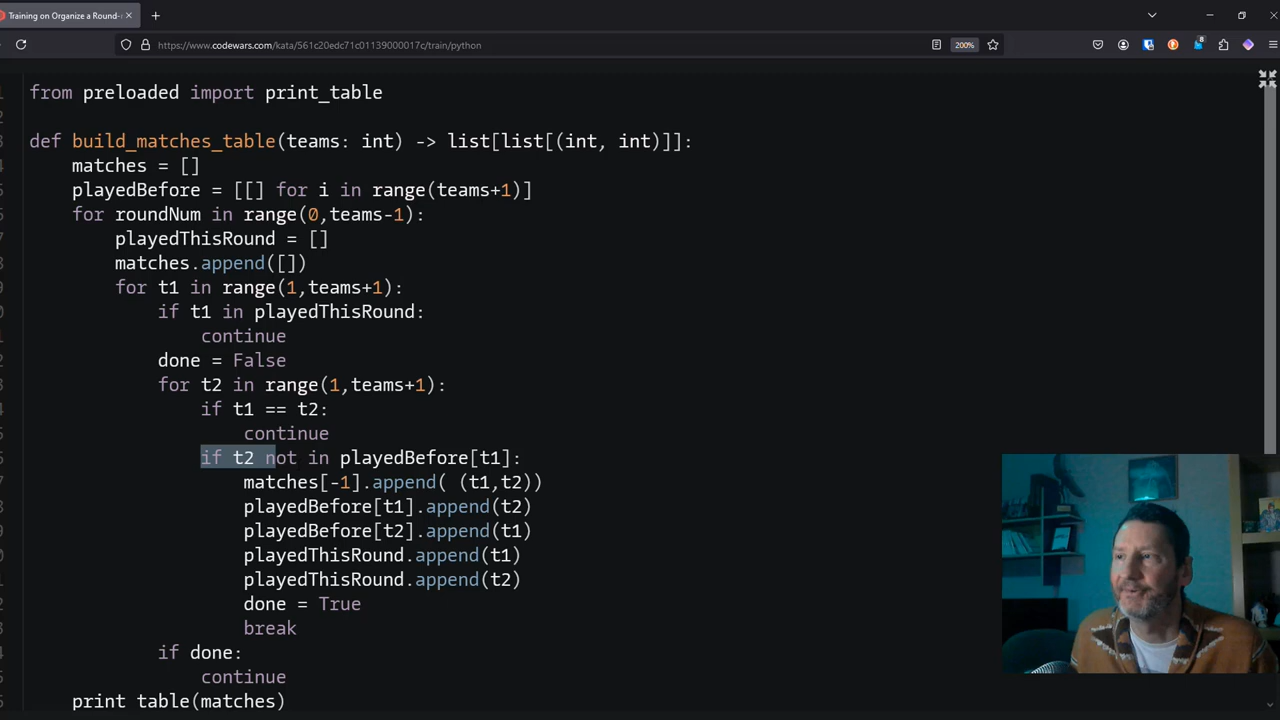 Training on Organize a Round-r
https://www.codewars.com/kata/561c20edc71c01139000017c/train/python
200%
8
from preloaded import print_table
def build_matches_table(teams: int) -> list[list[(int, int)]]:
matches = []
playedBefore = [[] for i in range(teams+1)]
for roundNum in range(0,teams-1):
playedThisRound = []
matches.append([])
for t1 in range(1,teams+1):
if t1 in playedThisRound:
continue
done = False
for t2 in range(1,teams+1):
if t1 == t2:
continue
if t2 not in playedBefore[t1]:
matches[-1].append( (t1,t2))
playedBefore[t1].append(t2)
playedBefore[t2].append(t1)
playedThisRound.append(t1)
playedThisRound.append(t2)
done = True
break
if done:
continue
print_table(matches)